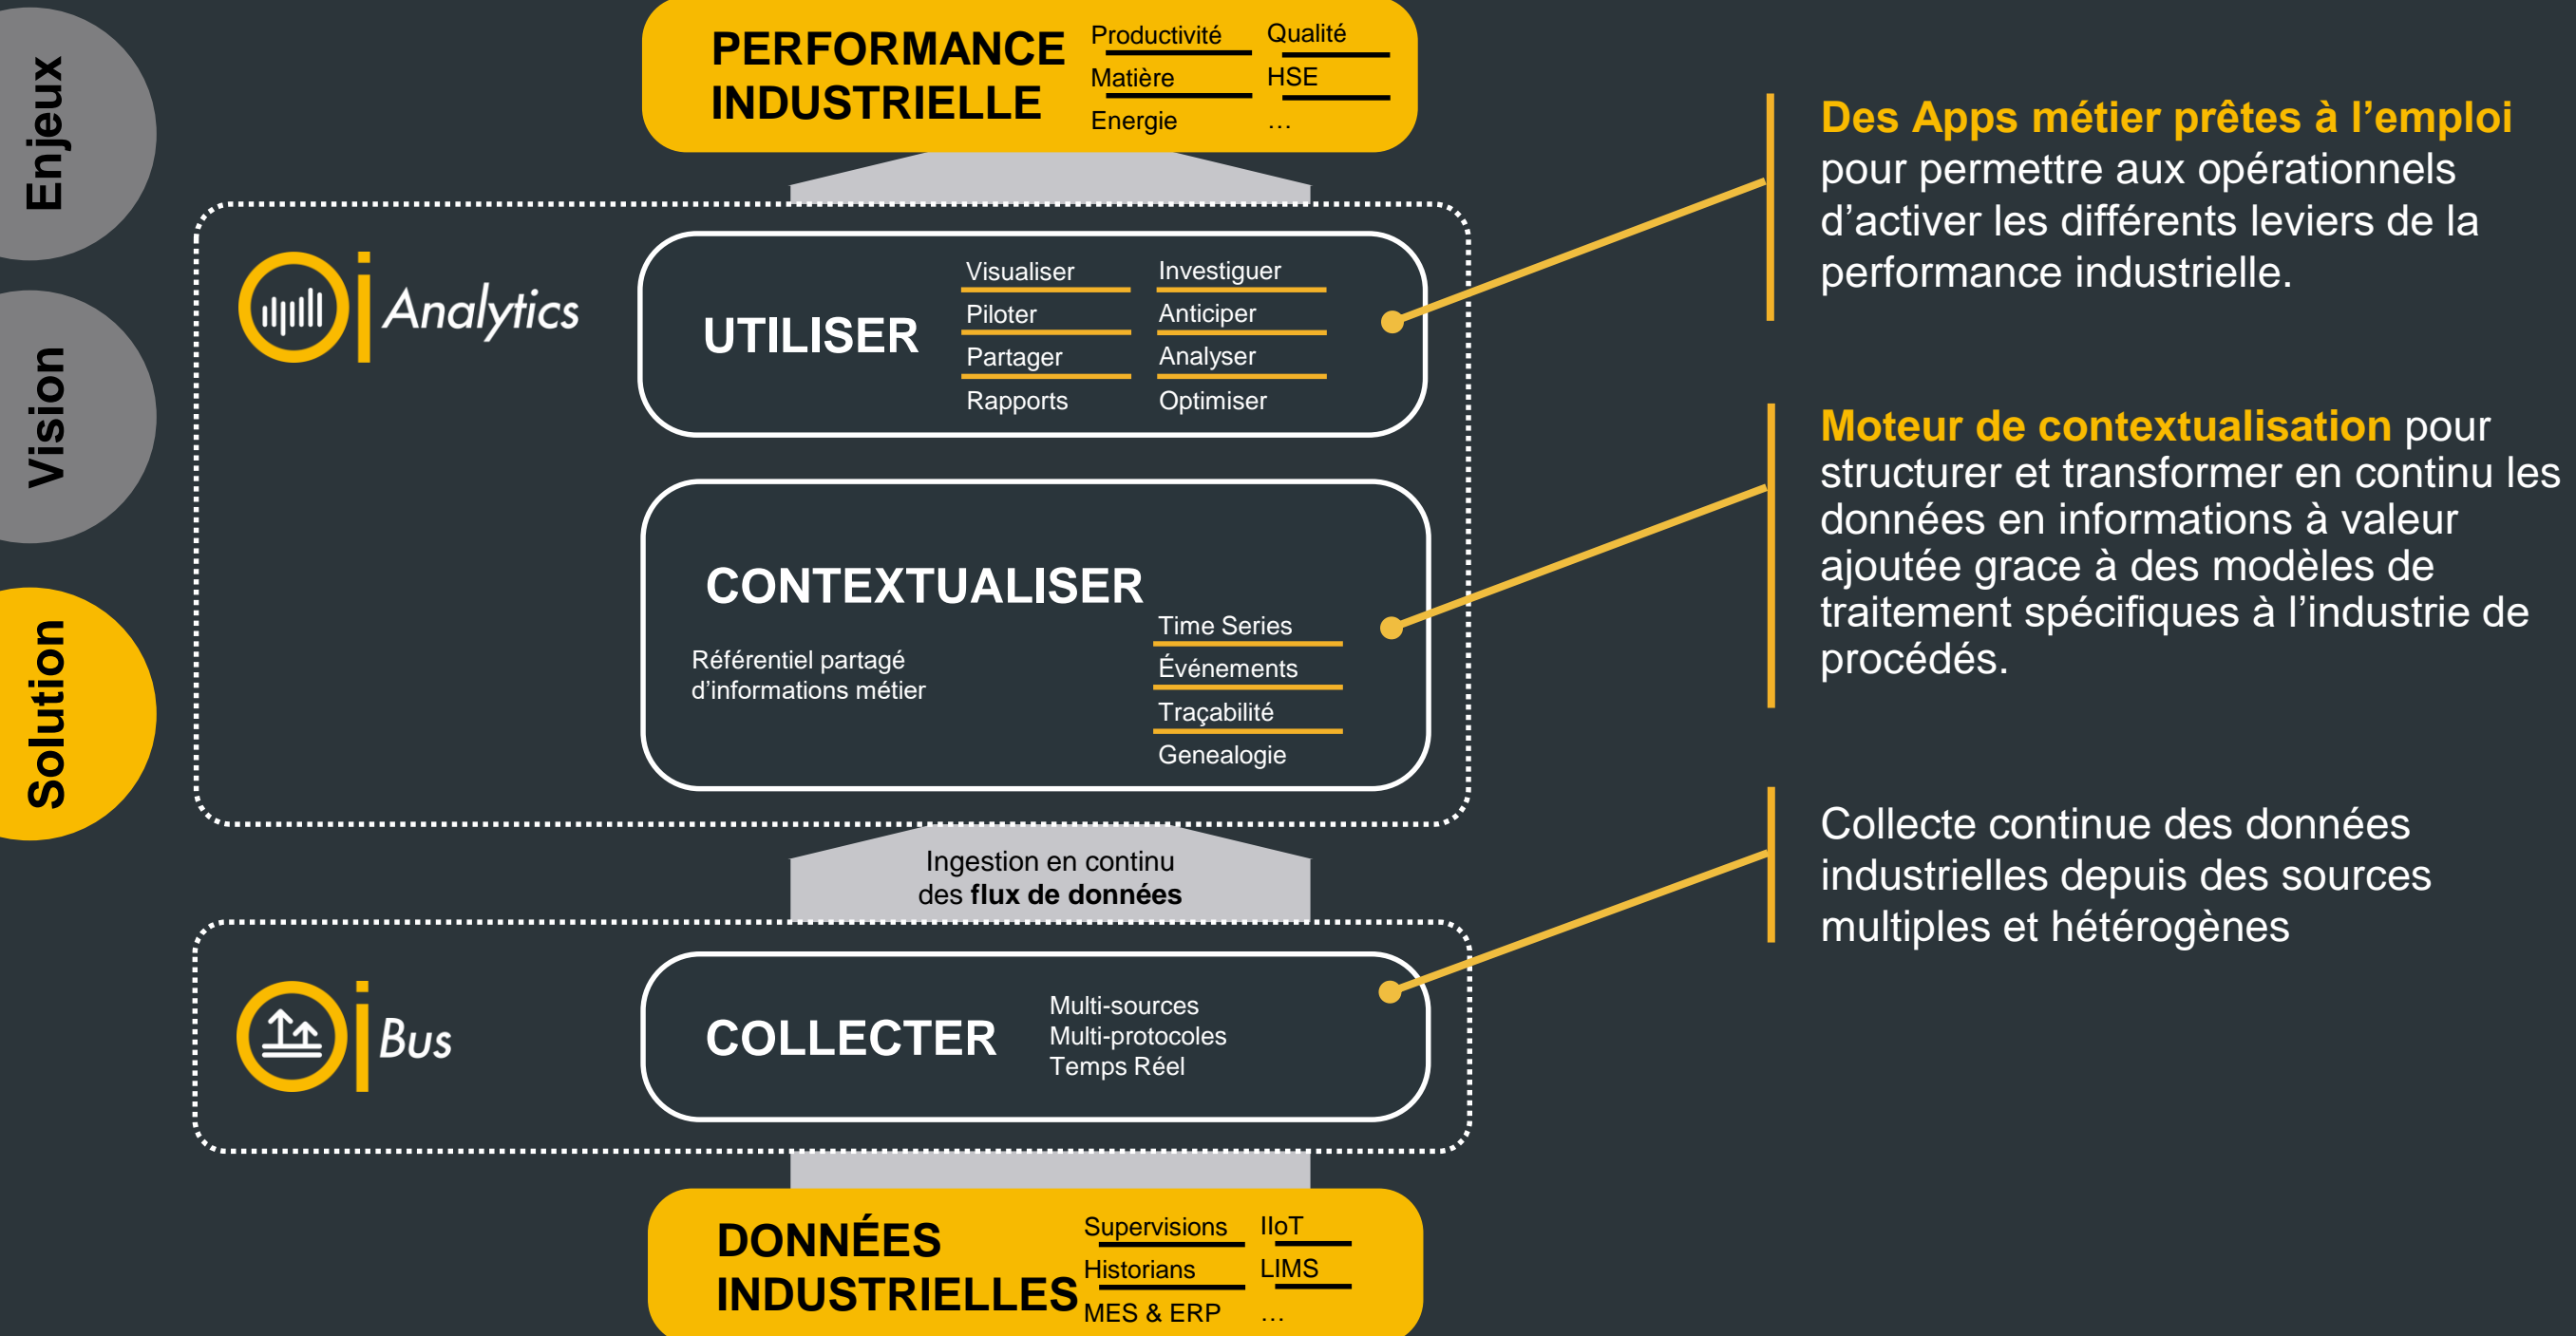 Enjeux
Vision
Solution
PERFORMANCE
INDUSTRIELLE
Productivité
Matière
Energie
Qualité
HSE
…
Oi Analytics
UTILISER
Visualiser
Piloter
Partager
Rapports
Investiguer
Anticiper
Analyser
Optimiser
CONTEXTUALISER
Référentiel partagé
d’informations métier
Time Series
Événements
Traçabilité
Genealogie
Ingestion en continu
des flux de données
Oi Bus
COLLECTER
Multi-sources
Multi-protocoles
Temps Réel
DONNÉES
INDUSTRIELLES
Supervisions
Historians
MES & ERP
IIoT
LIMS
…
Des Apps métier prêtes à l’emploi
pour permettre aux opérationnels
d’activer les différents leviers de la
performance industrielle.
Moteur de contextualisation pour
structurer et transformer en continu les
données en informations à valeur
ajoutée grace à des modèles de
traitement spécifiques à l’industrie de
procédés.
Collecte continue des données
industrielles depuis des sources
multiples et hétérogènes